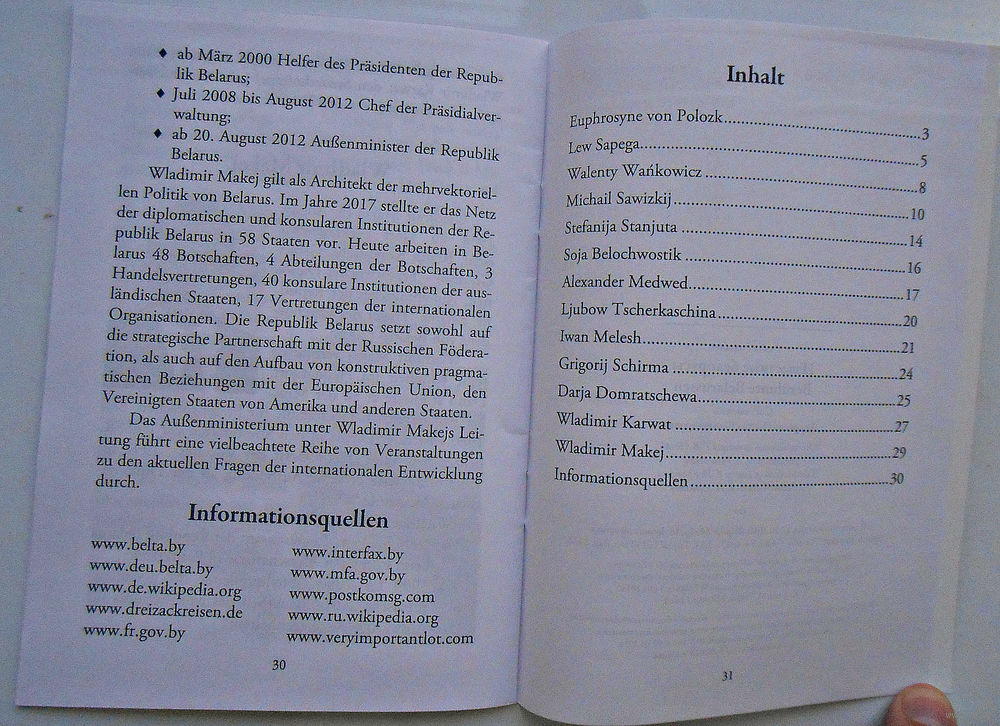 ♦ ab März 2000 Helfer des Präsidenten der Repub-
lik Belarus;
♦ Juli 2008 bis August 2012 Chef der Präsidialver-
waltung;
♦ ab 20. August 2012 Außenminister der Republik
Belarus.
Wladimir Makej gilt als Architekt der mehrvektoriel-
len Politik von Belarus. Im Jahre 2017 stellte er das Netz
der diplomatischen und konsularen Institutionen der Re-
publik Belarus in 58 Staaten vor. Heute arbeiten in Be-
larus 48 Botschaften, 4 Abteilungen der Botschaften, 3
Handelsvertretungen, 40 konsulare Institutionen der aus-
ländischen Staaten, 17 Vertretungen der internationalen
Organisationen. Die Republik Belarus setzt sowohl auf
die strategische Partnerschaft mit der Russischen Födera-
tion, als auch auf den Aufbau von konstruktiven pragma-
tischen Beziehungen mit der Europäischen Union, den
Vereinigten Staaten von Amerika und anderen Staaten.
Das Außenministerium unter Wladimir Makejs Lei-
tung führt eine vielbeachtete Reihe von Veranstaltungen
zu den aktuellen Fragen der internationalen Entwicklung
durch.
Informationsquellen
www.belta.by
www.deu.belta.by
www.de.wikipedia.org
www.dreizackreisen.de
www.fr.gov.by
www.interfax.by
www.mfa.gov.by
www.postkomsg.com
www.ru.wikipedia.org
www.veryimportantlot.com
30
Inhalt
Euphrosyne von Polozk....................3
Lew Sapega....................5
Walenty Wańkowicz....................8
Michail Sawizkij....................10
Stefanija Stanjuta....................14
Soja Belochwostik....................16
Alexander Medwed....................17
Ljubow Tscherkaschina....................20
Iwan Melesh....................21
Grigorij Schirma....................24
Darja Domratschewa....................25
Wladimir Karwat....................27
Wladimir Makej....................29
Informationsquellen....................30
31